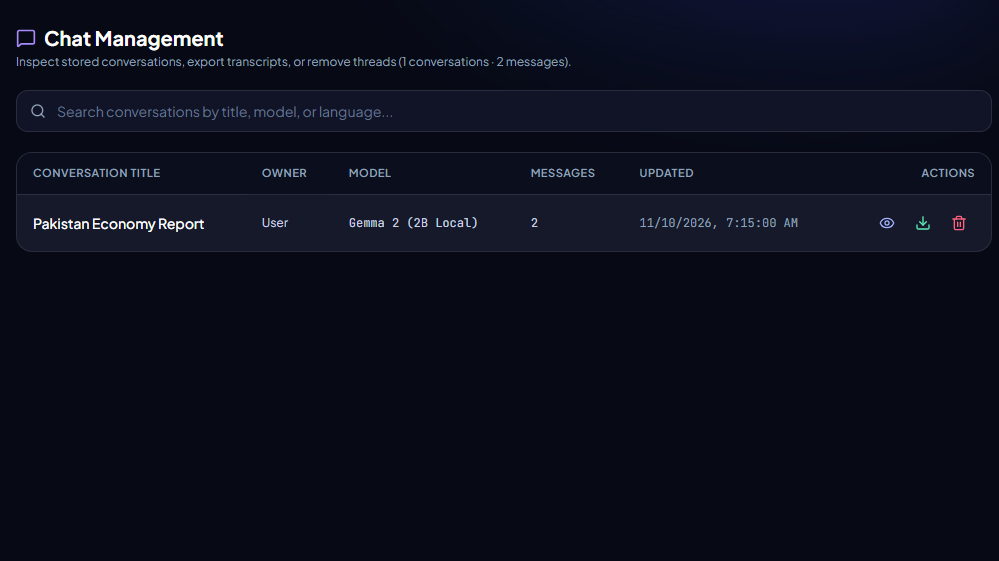 Chat Management
Inspect stored conversations, export transcripts, or remove threads (1 conversations · 2 messages).
Search conversations by title, model, or language...
CONVERSATION TITLE OWNER MODEL MESSAGES UPDATED ACTIONS
Pakistan Economy Report User Gemma 2 (2B Local) 2 11/10/2026, 7:15:00 AM